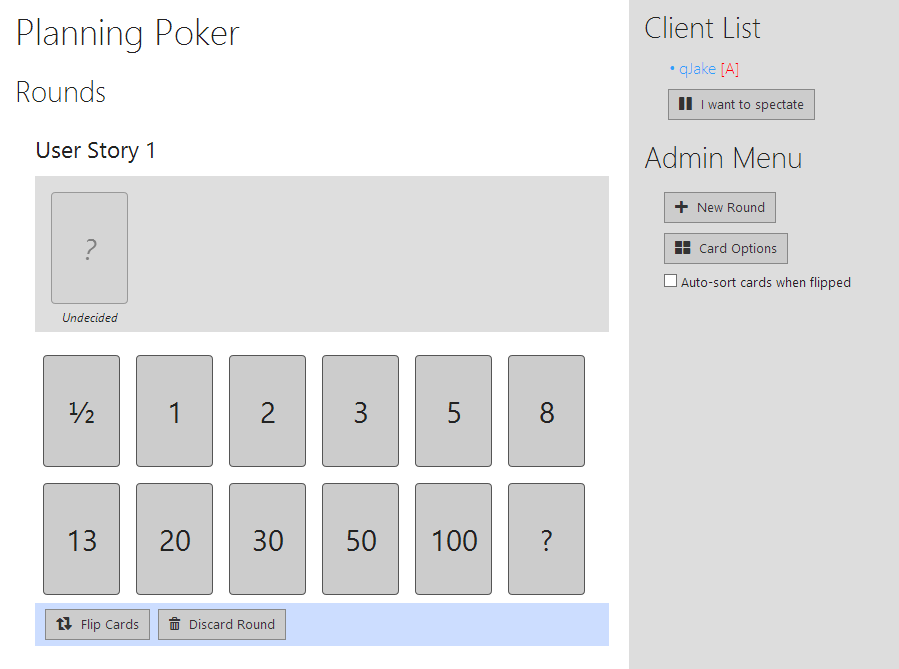 Planning Poker
Rounds
User Story 1
?
Undecided
½ 1 2 3 5 8
13 20 30 50 100 ?
Flip Cards Discard Round
Client List
• qJake [A]
I want to spectate
Admin Menu
New Round
Card Options
Auto-sort cards when flipped